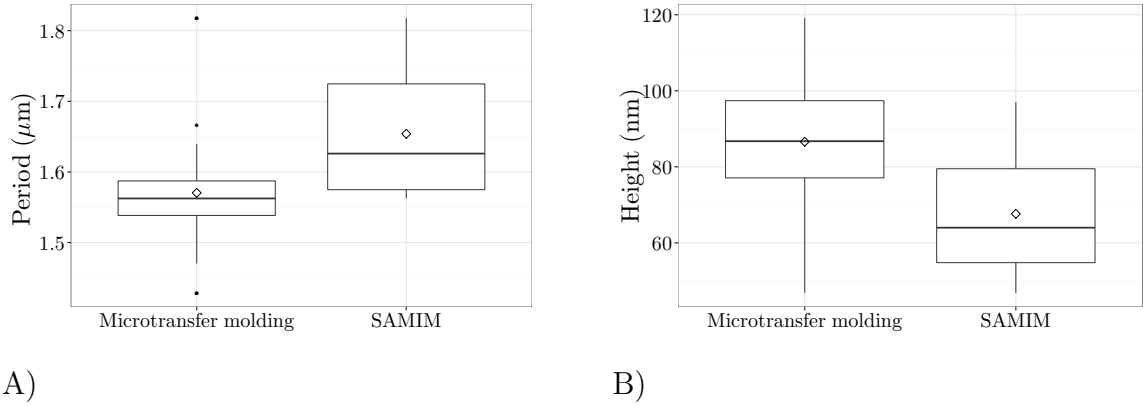 Period (μm)
1.8
1.7
1.6
1.5
Microtransfer molding SAMIM
A)
Height (nm)
120
100
80
60
Microtransfer molding SAMIM
B)